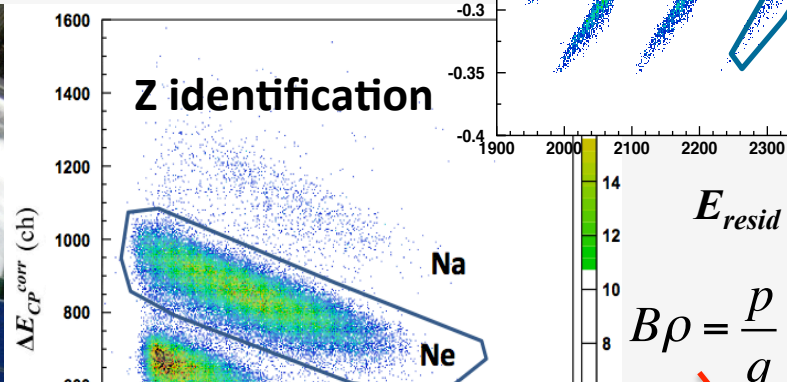 1600
1400
1200
1000
800
ΔE_CP^corr (ch)
Z identification
Na
Ne
-0.3
-0.35
-0.4
1900 2000 2100 2200 2300
14
12
10
8
E_resid
Bρ = p/q